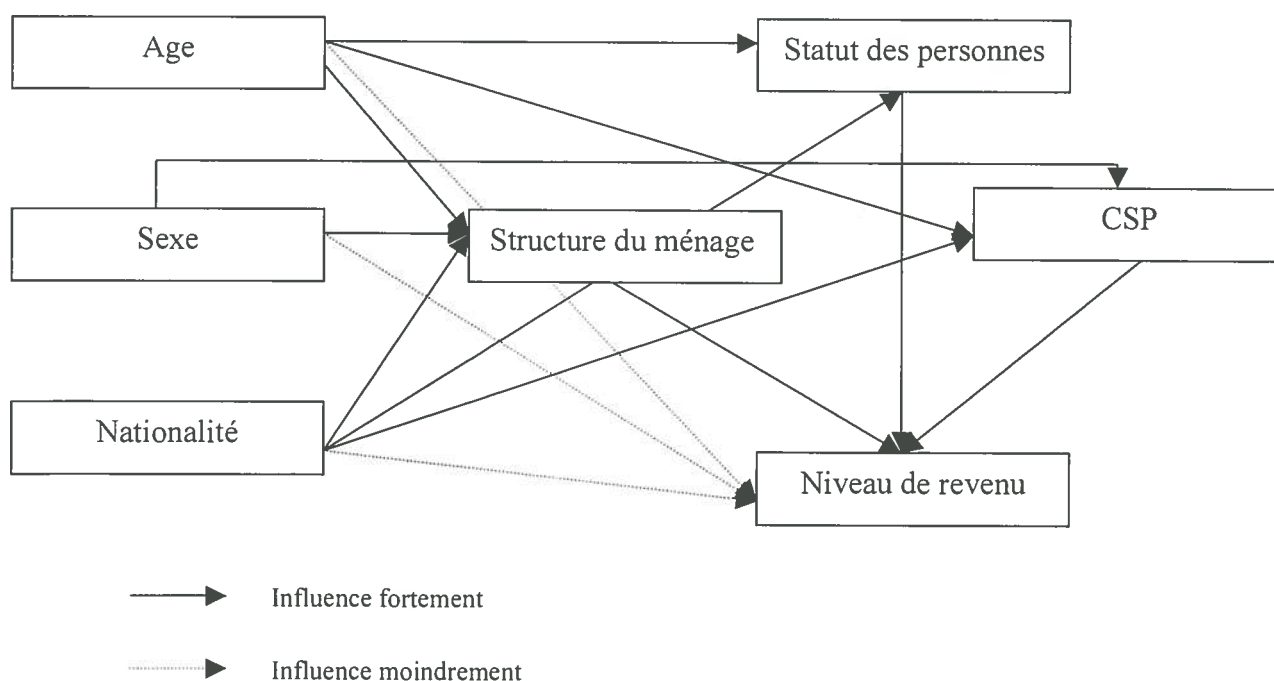 Age
Statut des personnes
Sexe
Structure du ménage
CSP
Nationalité
Niveau de revenu
Influence fortement
Influence moindrement